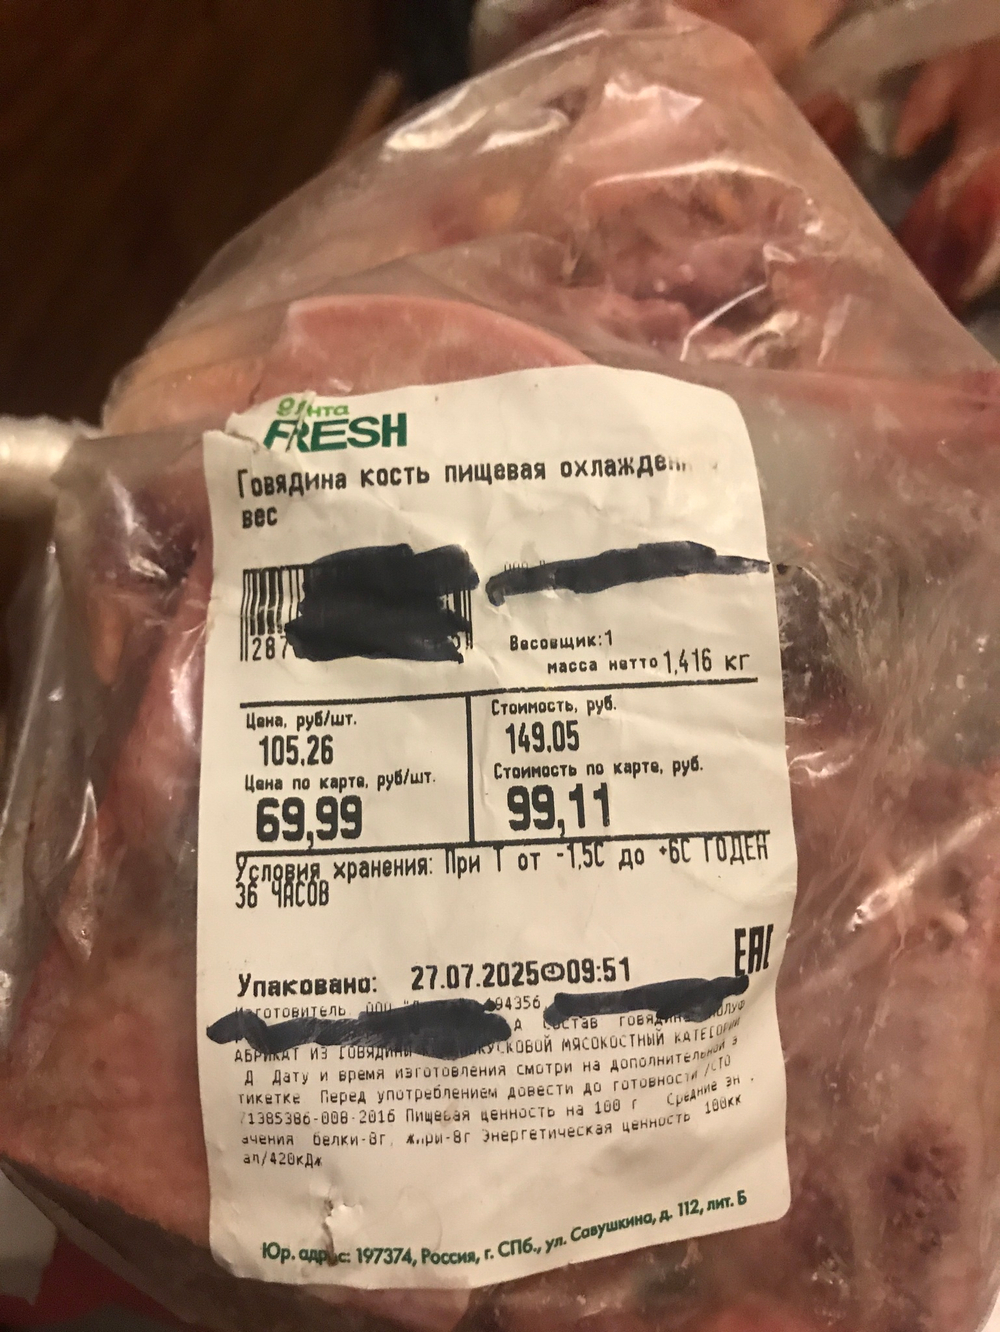 лента
FRESH
Говядина кость пищевая
вес
287
Весовщик:1
масса нетто 1,416 кг
Цена, руб/шт.
105.26
Стоимость, руб.
149.05
Цена по карте, руб/шт.
69,99
Стоимость по карте, руб.
99,11
Условия хранения: При Т от -1,5С до +6С ГОДЕН
36 ЧАСОВ
EAC
Упаковано: 27.07.2025 09:51
Изготовитель ООО 194356
Д Состав говядина
АБРИКАТ ИЗ ГОВЯДИНЫ МЯСОКОСТНЫЙ КАТЕГОРИИ
Д Дату и время изготовления смотри на дополнительной э
тикетке Перед употреблением довести до готовности /СТО
/1385386-008-2016 Пищевая ценность на 100 г Средние зн
ачения белки-8г, жиры-8г Энергетическая ценность 100кк
ал/420кДж
Юр. адрес: 197374, Россия, г. СПб., ул. Савушкина, д. 112, лит. Б